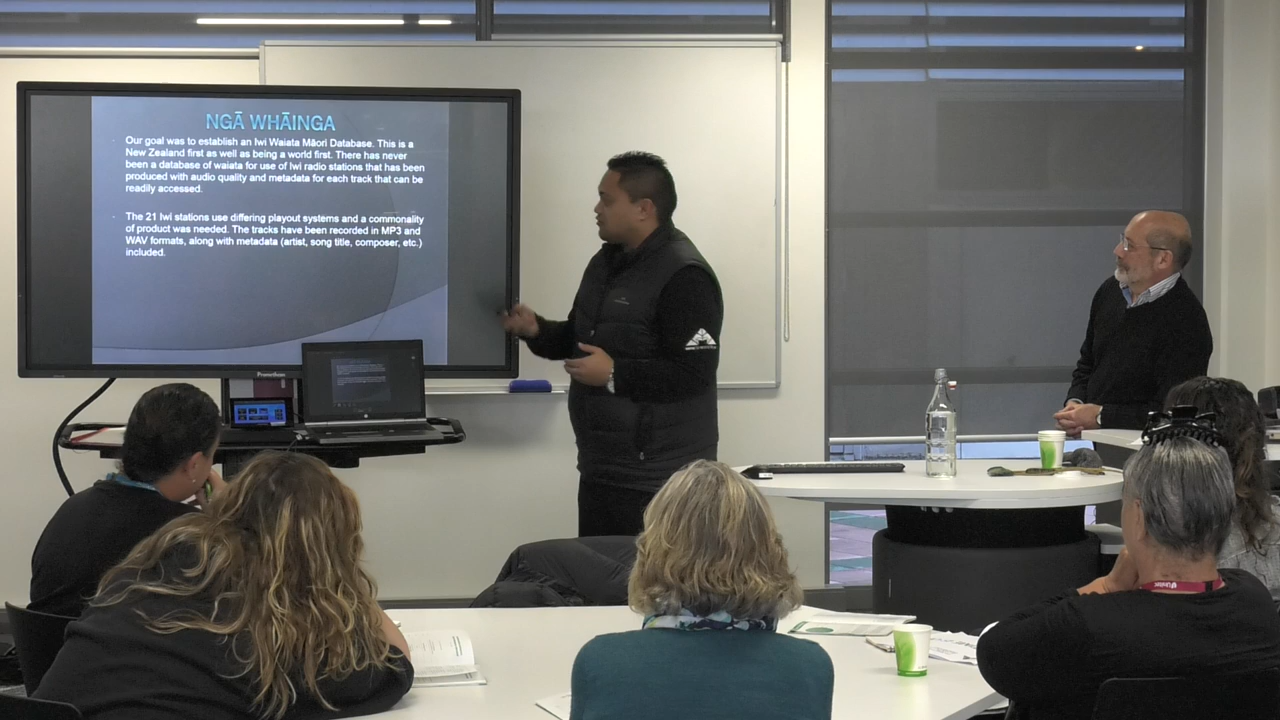 NGĀ WHĀINGA
Our goal was to establish an Iwi Waiata Māori Database. This is a
New Zealand first as well as being a world first. There has never
been a database of waiata for use of Iwi radio stations that has been
produced with audio quality and metadata for each track that can be
readily accessed.
The 21 Iwi stations use differing playout systems and a commonality
of product was needed. The tracks have been recorded in MP3 and
WAV formats, along with metadata (artist, song title, composer, etc.)
included.
Promethean
Unitec